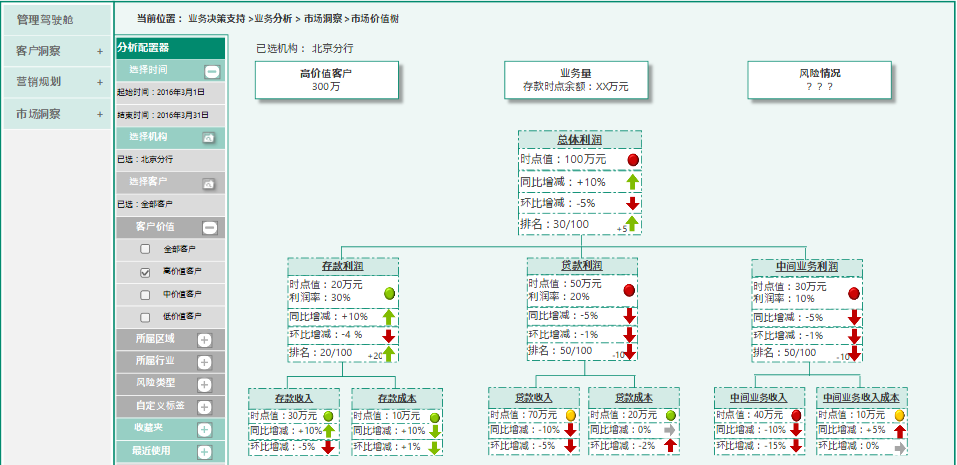 管理驾驶舱
客户洞察 +
营销规划 +
市场洞察 +
当前位置： 业务决策支持 >业务分析 > 市场洞察 >市场价值树
分析配置器
选择时间
起始时间：2016年3月1日
结束时间：2016年3月31日
选择机构
已选：北京分行
选择客户
已选：全部客户
客户价值
全部客户
高价值客户
中价值客户
低价值客户
所属区域
所属行业
风险类型
自定义标签
收藏夹
最近使用
已选机构： 北京分行
高价值客户
300万
业务量
存款时点余额：XX万元
风险情况
？？？
总体利润
时点值：100万元
同比增减：+10%
环比增减：-5%
排名：30/100 +5
存款利润
时点值：20万元
利润率：30%
同比增减：+10%
环比增减：-4 %
排名：20/100 +20
贷款利润
时点值：50万元
利润率：20%
同比增减：-5%
环比增减：-1%
排名：50/100 -10
中间业务利润
时点值：30万元
利润率：10%
同比增减：-5%
环比增减：-1%
排名：50/100 -10
存款收入
时点值：30万元
同比增减：+10%
环比增减：-5%
存款成本
时点值：10万元
同比增减：+10%
环比增减：+1%
贷款收入
时点值：70万元
同比增减：-10%
环比增减：-5%
贷款成本
时点值：20万元
同比增减：0%
环比增减：-2%
中间业务收入
时点值：40万元
同比增减：-10%
环比增减：-15%
中间业务收入成本
时点值：10万元
同比增减：+5%
环比增减：0%